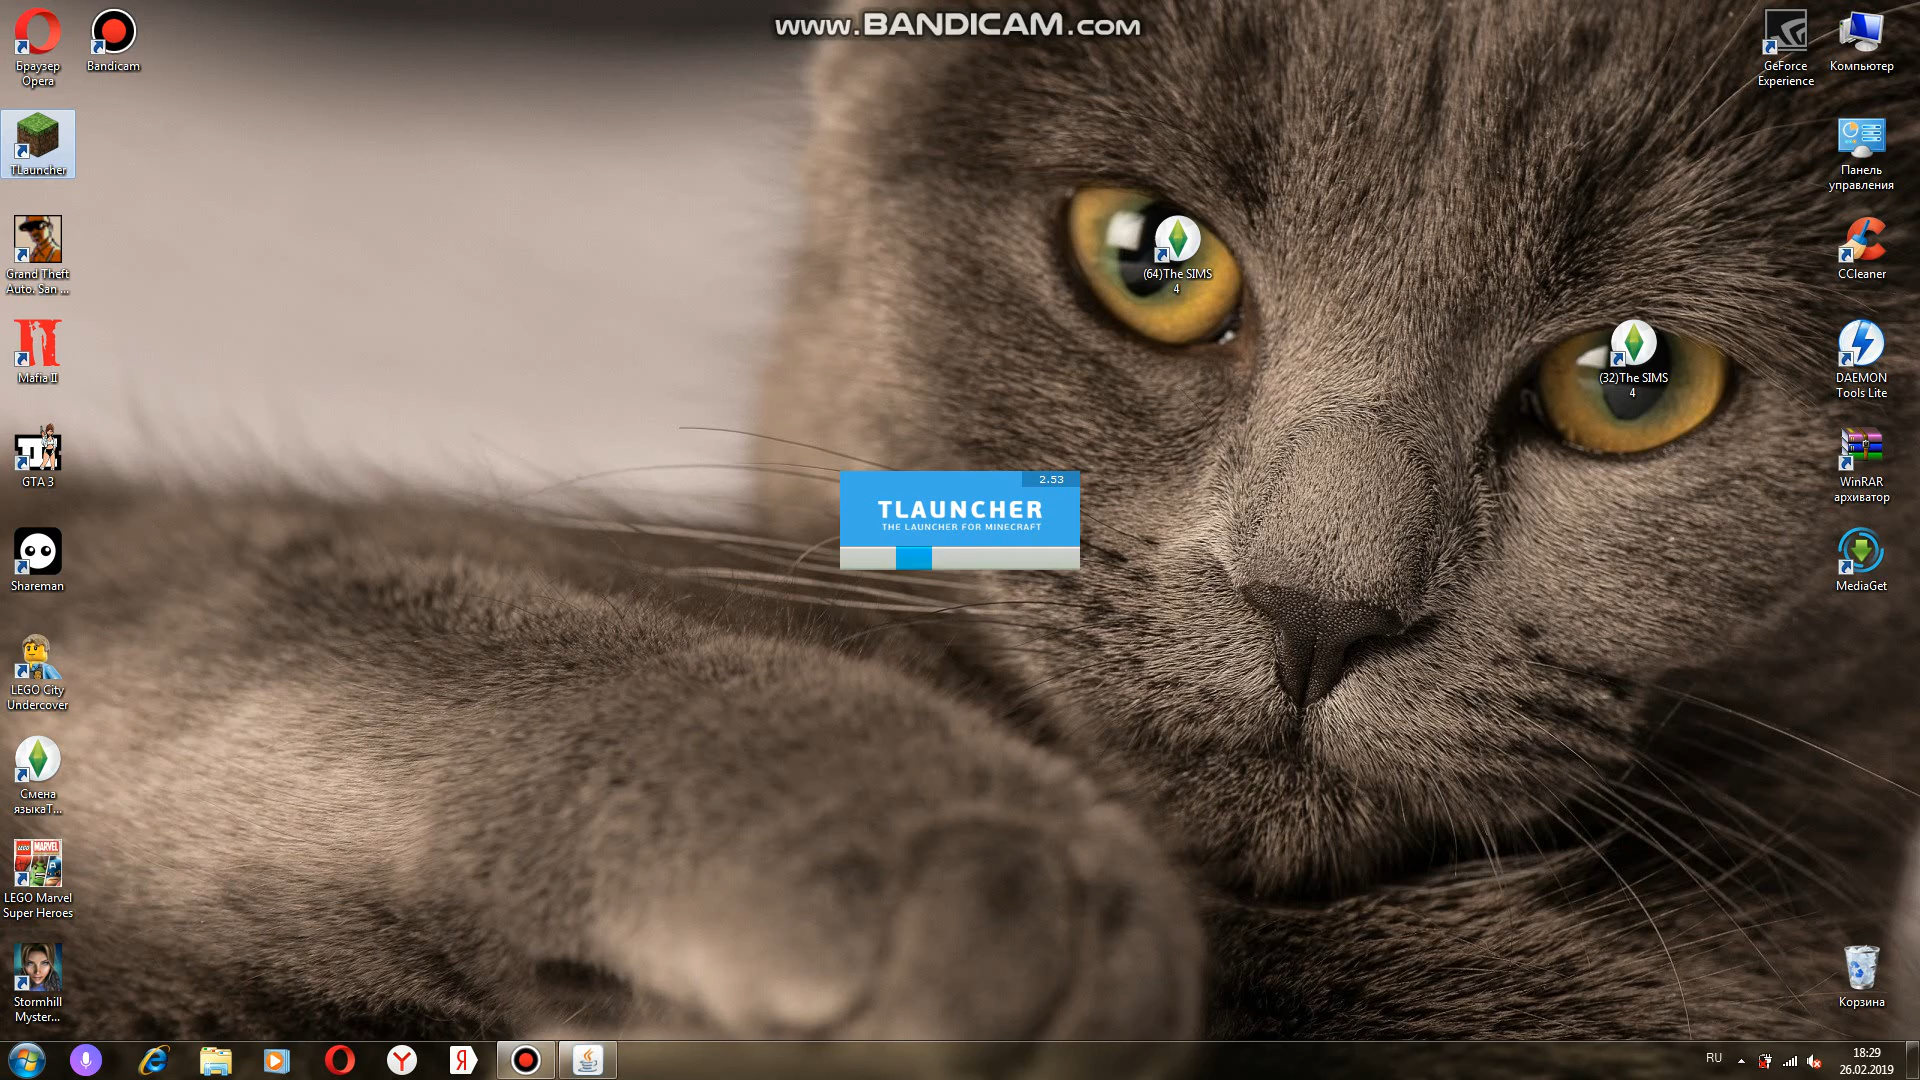 www.BANDICAM.com
Браузер
Opera
Bandicam
GeForce
Experience
Компьютер
TLauncher
Панель
управления
Grand Theft
Auto. San ...
(64)The SIMS
4
CCleaner
Mafia II
(32)The SIMS
4
DAEMON
Tools Lite
GTA 3
WinRAR
архиватор
2.53
TLAUNCHER
THE LAUNCHER FOR MINECRAFT
Shareman
MediaGet
LEGO City
Undercover
Смена
языкаТ...
LEGO MARVEL
LEGO Marvel
Super Heroes
Stormhill
Myster...
Корзина
RU
18:29
26.02.2019